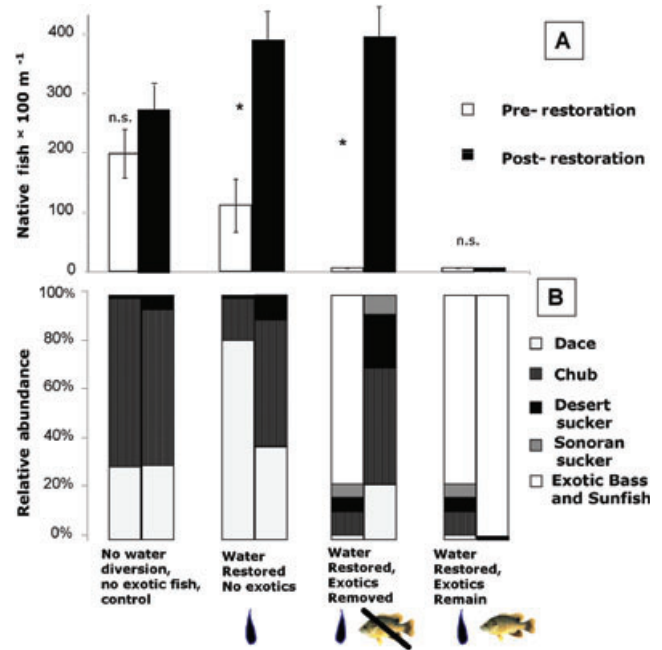 400
300
200
100
0
Native fish × 100 m -1
n.s.
*
*
n.s.
A
Pre- restoration
Post- restoration
100%
80%
60%
40%
20%
0%
Relative abundance
B
Dace
Chub
Desert
sucker
Sonoran
sucker
Exotic Bass
and Sunfish
No water
diversion,
no exotic fish,
control
Water
Restored
No exotics
Water
Restored,
Exotics
Removed
Water
Restored,
Exotics
Remain